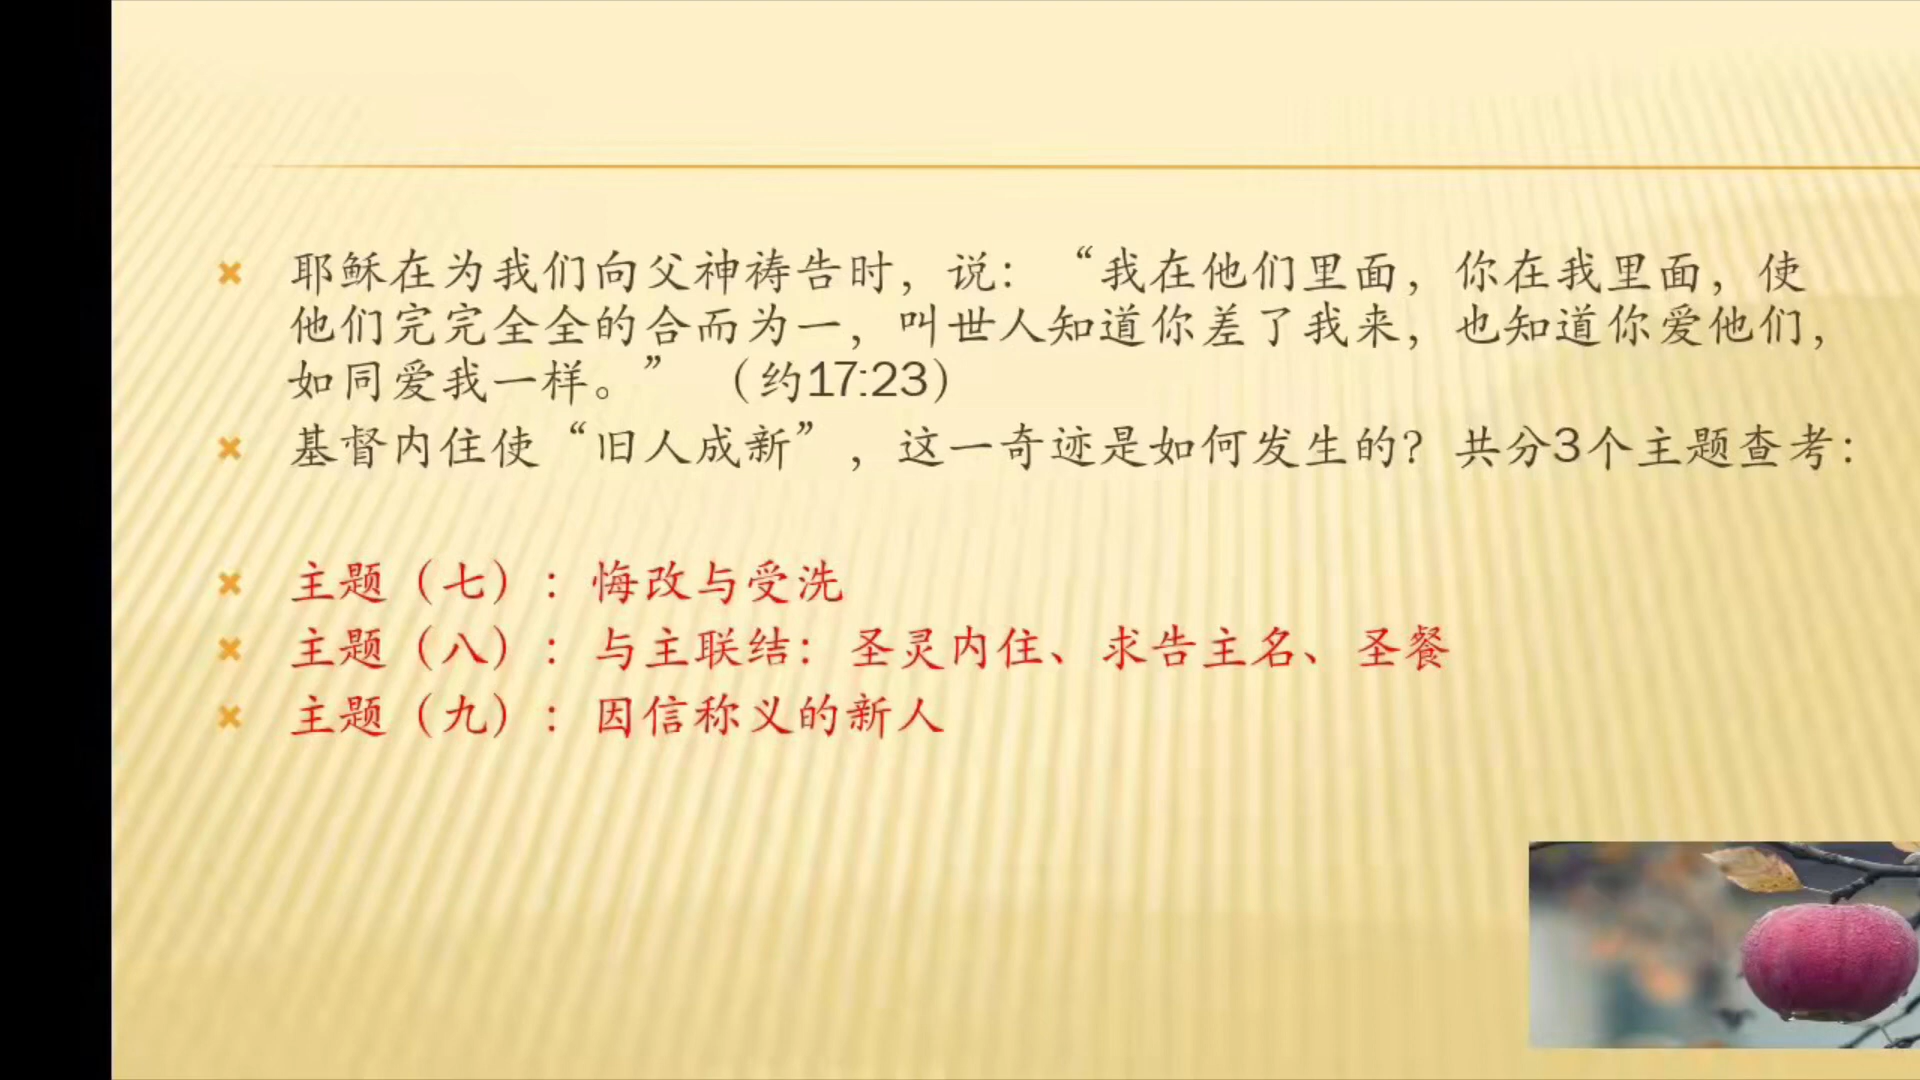 耶稣在为我们向父神祷告时，说：“我在他们里面，你在我里面，使
他们完完全全的合而为一，叫世人知道你差了我来，也知道你爱他们，
如同爱我一样。”（约17:23）
基督内住使“旧人成新”，这一奇迹是如何发生的？共分3个主题查考：
主题（七）：悔改与受洗
主题（八）：与主联结：圣灵内住、求告主名、圣餐
主题（九）：因信称义的新人